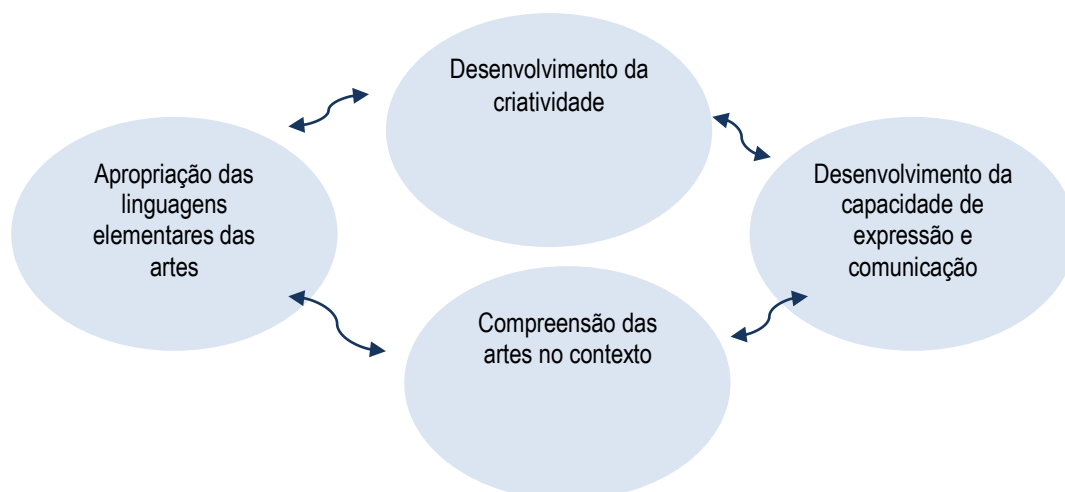 Desenvolvimento da
criatividade
Apropriação das
linguagens
elementares das
artes
Desenvolvimento da
capacidade de
expressão e
comunicação
Compreensão das
artes no contexto